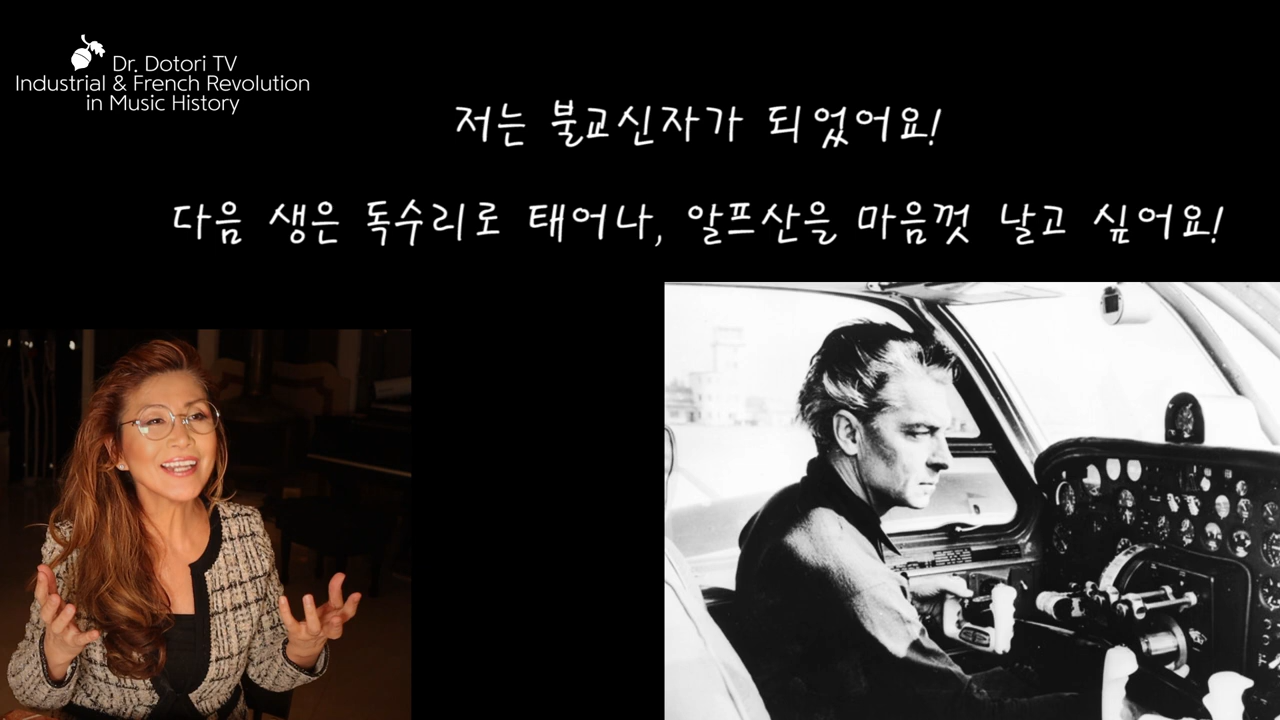 Dr. Dotori TV
Industrial & French Revolution
in Music History
저는 불교신자가 되었어요!
다음 생은 독수리로 태어나, 알프산을 마음껏 날고 싶어요!